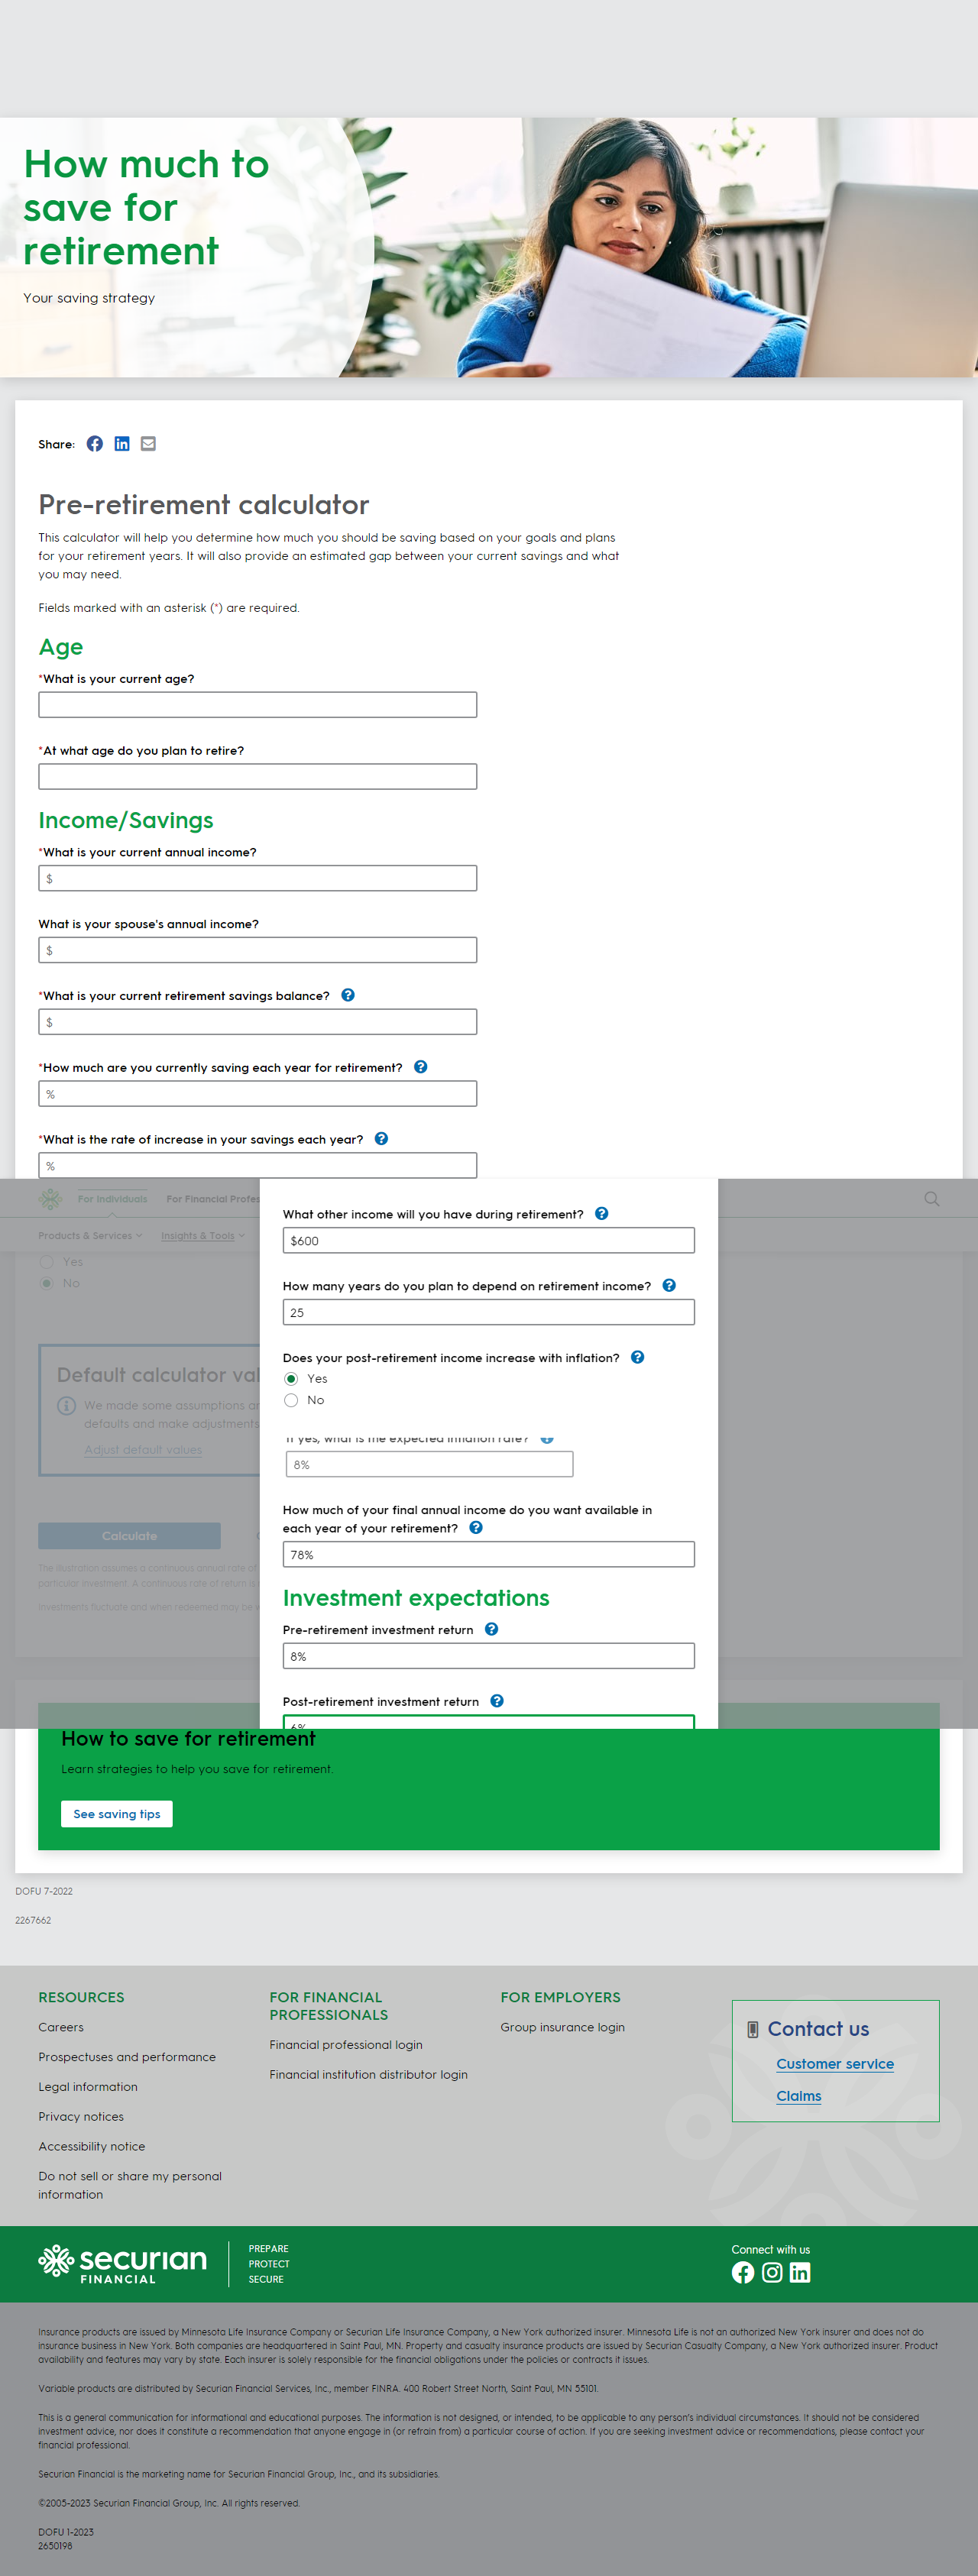 How much to
save for
retirement
Your saving strategy
Share:
Pre-retirement calculator
This calculator will help you determine how much you should be saving based on your goals and plans
for your retirement years. It will also provide an estimated gap between your current savings and what
you may need.
Fields marked with an asterisk (*) are required.
Age
*What is your current age?
*At what age do you plan to retire?
Income/Savings
*What is your current annual income?
$
What is your spouse's annual income?
$
*What is your current retirement savings balance?
$
*How much are you currently saving each year for retirement?
%
*What is the rate of increase in your savings each year?
%
For Individuals
For Financial Profes
Products & Services
Insights & Tools
Yes
No
Default calculator val
We made some assumptions
defaults and make adjustments
Adjust default values
Calculate
The illustration assumes a continuous annual rate of
particular investment. A continuous rate of return is
Investments fluctuate and when redeemed may be
What other income will you have during retirement?
$600
How many years do you plan to depend on retirement income?
25
Does your post-retirement income increase with inflation?
Yes
No
If yes, what is the expected inflation rate?
8%
How much of your final annual income do you want available in
each year of your retirement?
78%
Investment expectations
Pre-retirement investment return
8%
Post-retirement investment return
6%
How to save for retirement
Learn strategies to help you save for retirement.
See saving tips
DOFU 7-2022
2267662
RESOURCES
Careers
Prospectuses and performance
Legal information
Privacy notices
Accessibility notice
Do not sell or share my personal
information
FOR FINANCIAL
PROFESSIONALS
Financial professional login
Financial institution distributor login
FOR EMPLOYERS
Group insurance login
Contact us
Customer service
Claims
securian
FINANCIAL
PREPARE
PROTECT
SECURE
Connect with us
Insurance products are issued by Minnesota Life Insurance Company or Securian Life Insurance Company, a New York authorized insurer. Minnesota Life is not an authorized New York insurer and does not do
insurance business in New York. Both companies are headquartered in Saint Paul, MN. Property and casualty insurance products are issued by Securian Casualty Company, a New York authorized insurer. Product
availability and features may vary by state. Each insurer is solely responsible for the financial obligations under the policies or contracts it issues.
Variable products are distributed by Securian Financial Services, Inc., member FINRA. 400 Robert Street North, Saint Paul, MN 55101.
This is a general communication for informational and educational purposes. The information is not designed, or intended, to be applicable to any person's individual circumstances. It should not be considered
investment advice, nor does it constitute a recommendation that anyone engage in (or refrain from) a particular course of action. If you are seeking investment advice or recommendations, please contact your
financial professional.
Securian Financial is the marketing name for Securian Financial Group, Inc., and its subsidiaries.
©2005-2023 Securian Financial Group, Inc. All rights reserved.
DOFU 1-2023
2650198